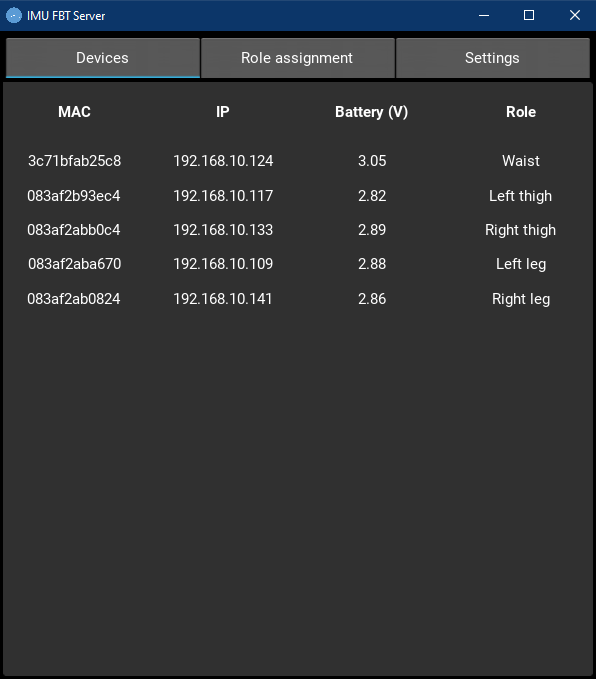 IMU FBT Server
Devices Role assignment Settings
MAC IP Battery (V) Role
3c71bfab25c8 192.168.10.124 3.05 Waist
083af2b93ec4 192.168.10.117 2.82 Left thigh
083af2abb0c4 192.168.10.133 2.89 Right thigh
083af2aba670 192.168.10.109 2.88 Left leg
083af2ab0824 192.168.10.141 2.86 Right leg